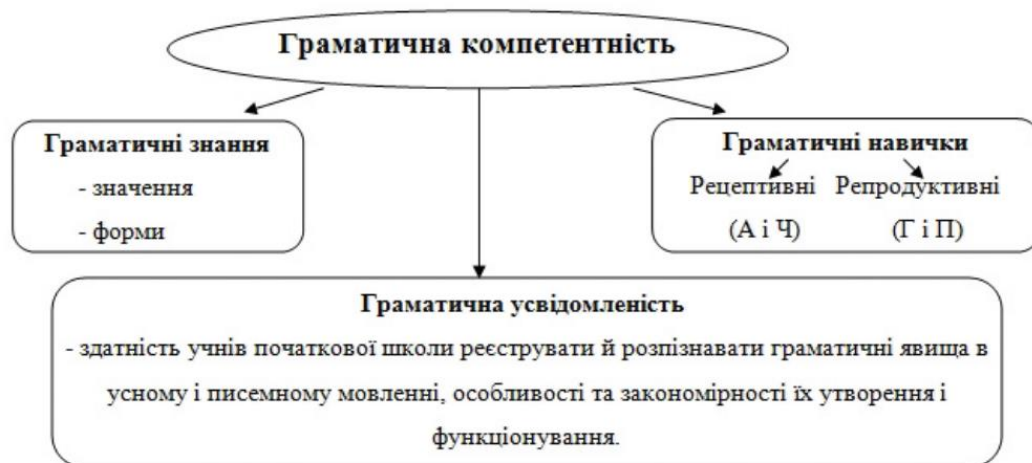 Граматична компетентність
Граматичні знання
- значення
- форми
Граматичні навички
Рецептивні Репродуктивні
(А і Ч) (Г і П)
Граматична усвідомленість
- здатність учнів початкової школи реєструвати й розпізнавати граматичні явища в
усному і писемному мовленні, особливості та закономірності їх утворення і
функціонування.